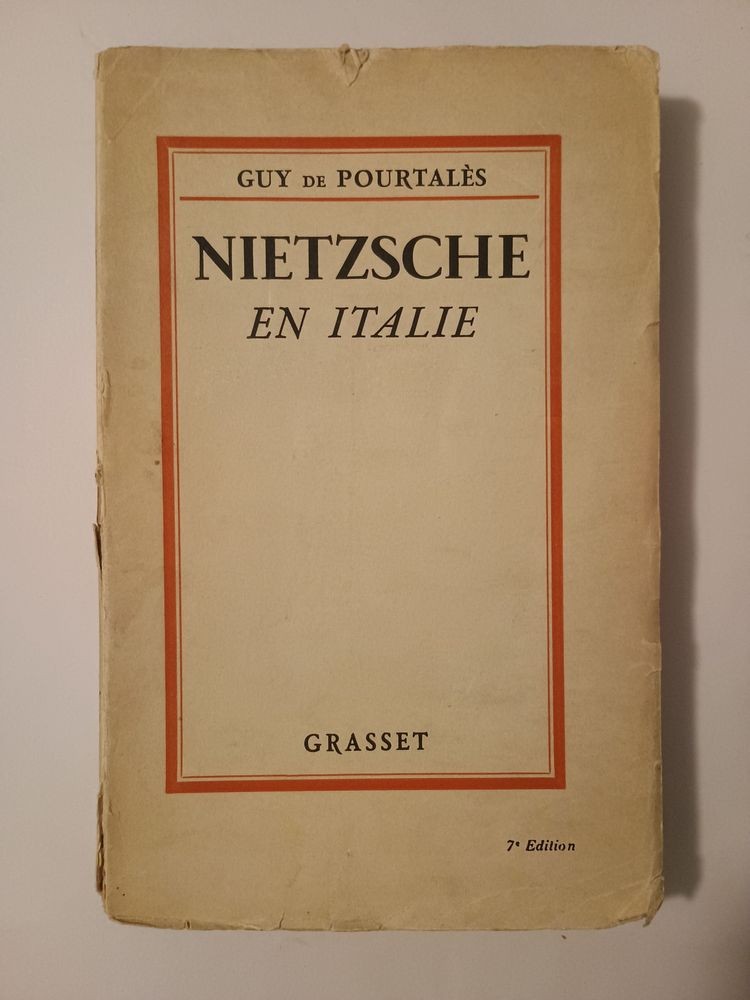 GUY DE POURTALÈS
NIETZSCHE
EN ITALIE
GRASSET
7e Edition